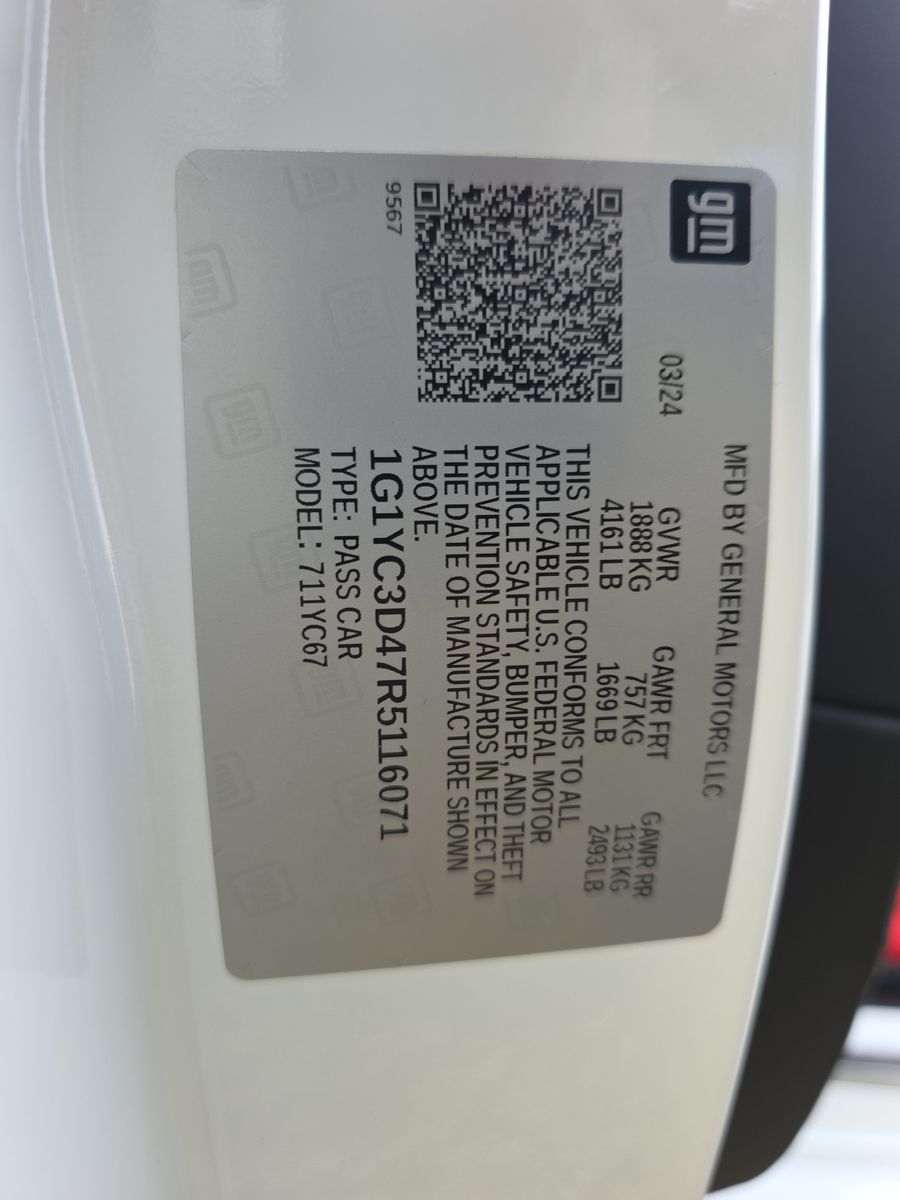 gm
MFD BY GENERAL MOTORS LLC
03/24
GVWR GAWR FRT GAWR RR
1888 KG 757 KG 1131 KG
4161 LB 1669 LB 2493 LB
THIS VEHICLE CONFORMS TO ALL
APPLICABLE U.S. FEDERAL MOTOR
VEHICLE SAFETY, BUMPER, AND THEFT
PREVENTION STANDARDS IN EFFECT ON
THE DATE OF MANUFACTURE SHOWN
ABOVE.
9567
1G1YC3D47R5116071
TYPE: PASS CAR
MODEL: 711YC67